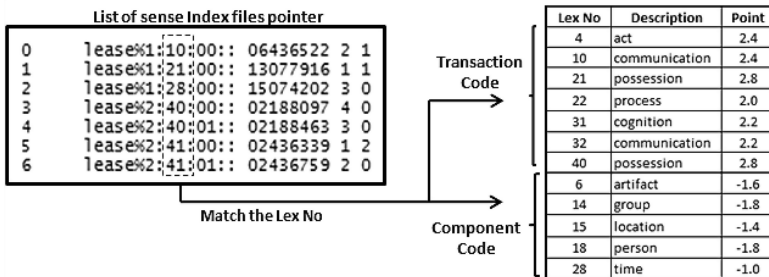 List of sense Index files pointer
0 lease%1:10:00:: 06436522 2 1
1 lease%1:21:00:: 13077916 1 1
2 lease%1:28:00:: 15074202 3 0
3 lease%2:40:00:: 02188097 4 0
4 lease%2:40:01:: 02188463 3 0
5 lease%2:41:00:: 02436339 1 2
6 lease%2:41:01:: 02436759 2 0
Match the Lex No
Transaction
Code
Component
Code
Lex No Description Point
4 act 2.4
10 communication 2.4
21 possession 2.8
22 process 2.0
31 cognition 2.2
32 communication 2.2
40 possession 2.8
6 artifact -1.6
14 group -1.8
15 location -1.4
18 person -1.8
28 time -1.0